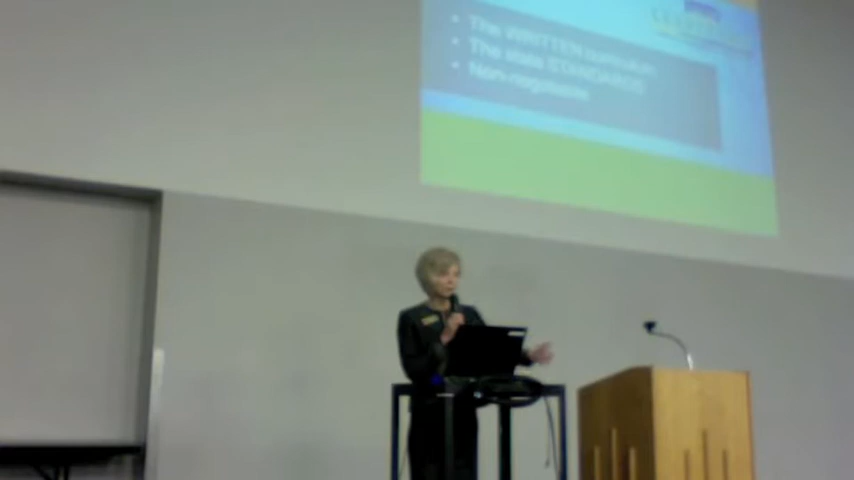 • The WRITTEN curriculum
• The state STANDARDS
• Non-negotiable